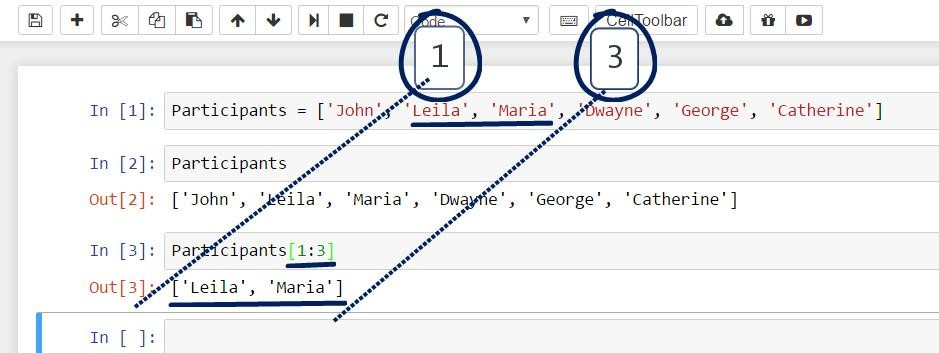 Code
CellToolbar
1
3
In [1]: Participants = ['John', 'Leila', 'Maria', 'Dwayne', 'George', 'Catherine']
In [2]: Participants
Out[2]: ['John', 'Leila', 'Maria', 'Dwayne', 'George', 'Catherine']
In [3]: Participants[1:3]
Out[3]: ['Leila', 'Maria']
In [ ]: